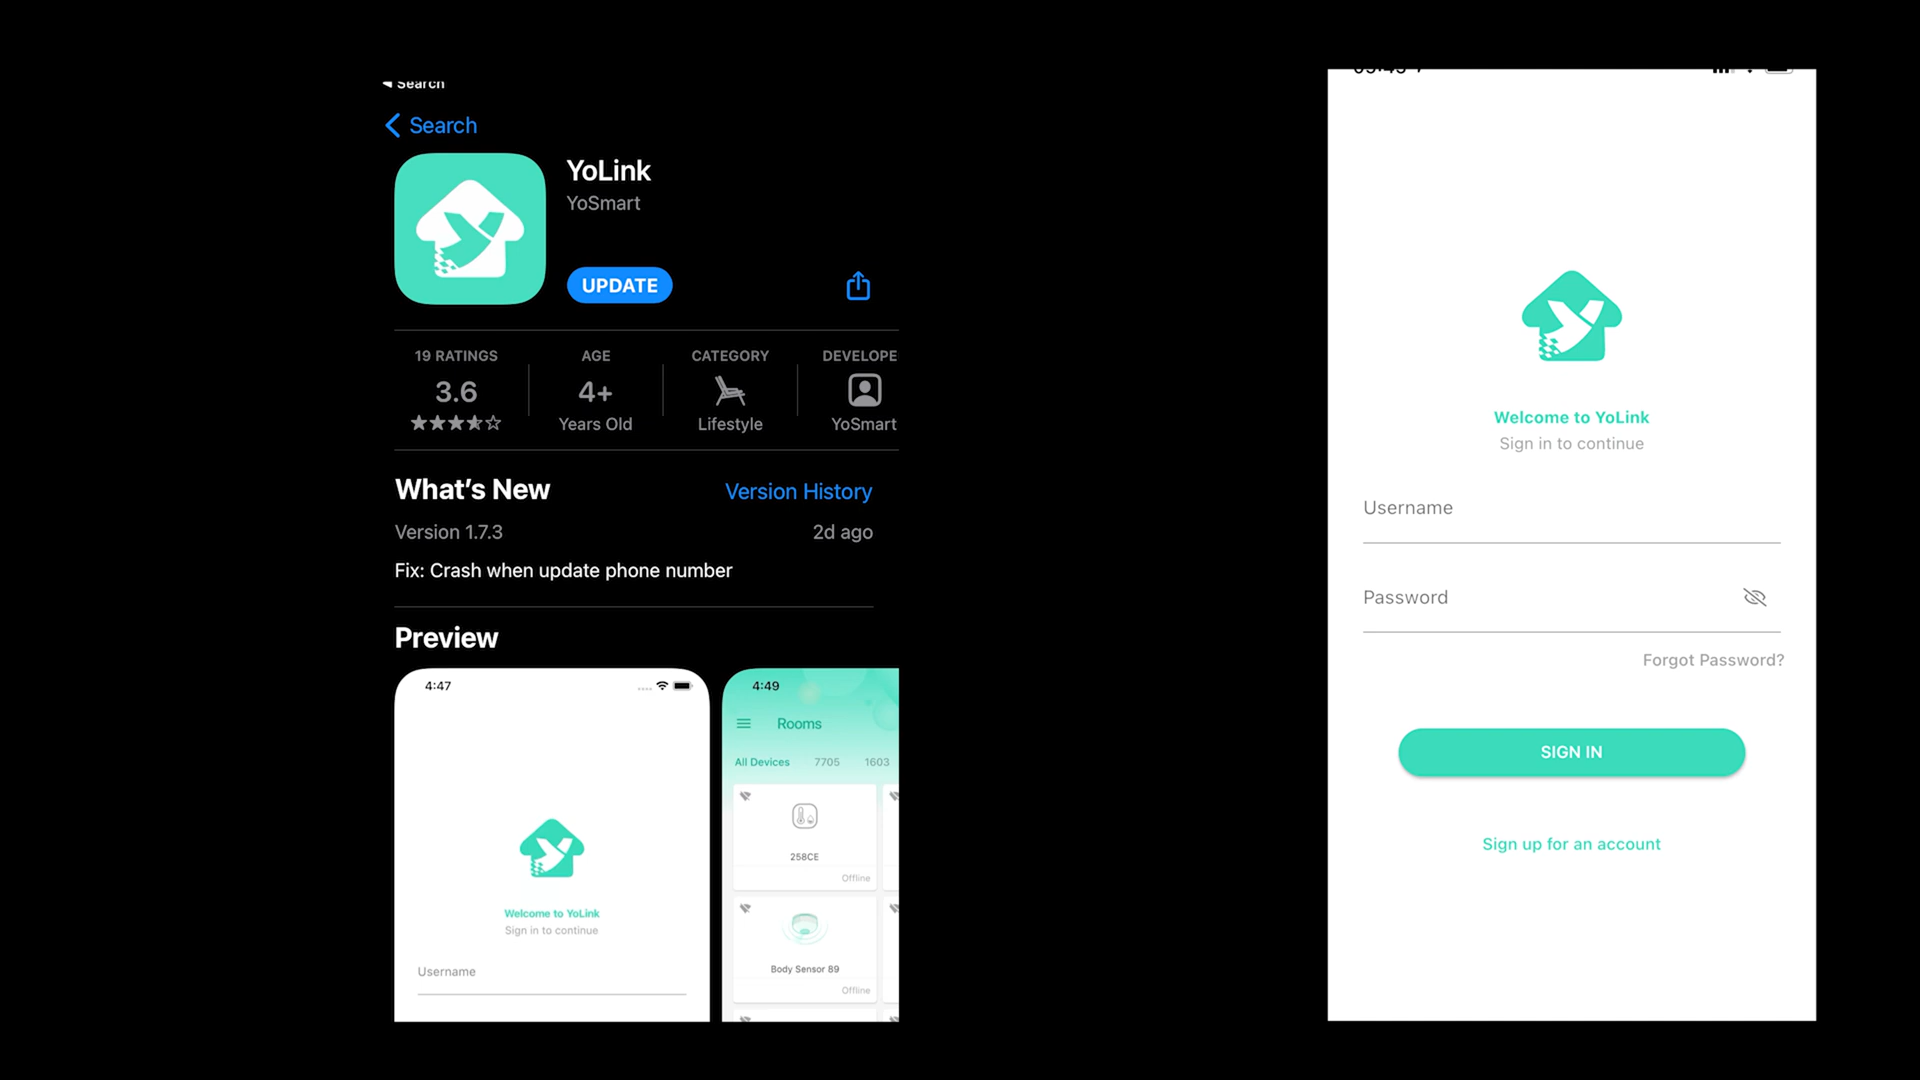 Search
Search
YoLink
YoSmart
UPDATE
19 RATINGS
3.6
AGE
4+
Years Old
CATEGORY
Lifestyle
DEVELOPE
YoSmart
What's New
Version History
Version 1.7.3
2d ago
Fix: Crash when update phone number
Preview
4:47
Welcome to YoLink
Sign in to continue
Username
4:49
Rooms
All Devices 7705 1603
258CE
Offline
Body Sensor 89
Offline
Welcome to YoLink
Sign in to continue
Username
Password
Forgot Password?
SIGN IN
Sign up for an account